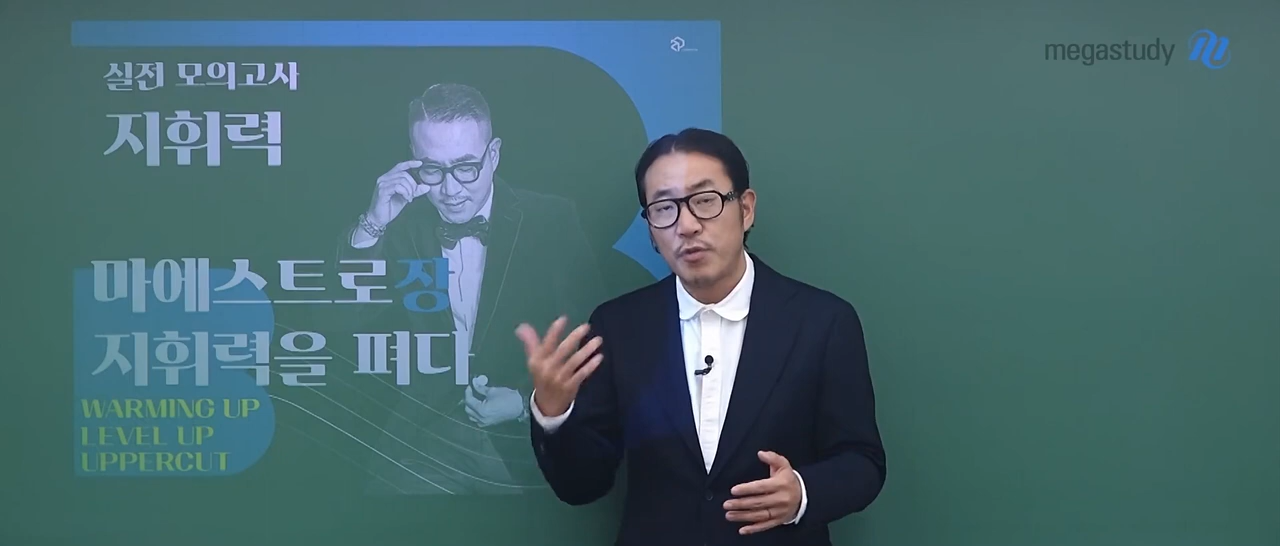 실전 모의고사
지휘력
마에스트로장
지휘력을 펴다
WARMING UP
LEVEL UP
UPPERCUT
megastudy